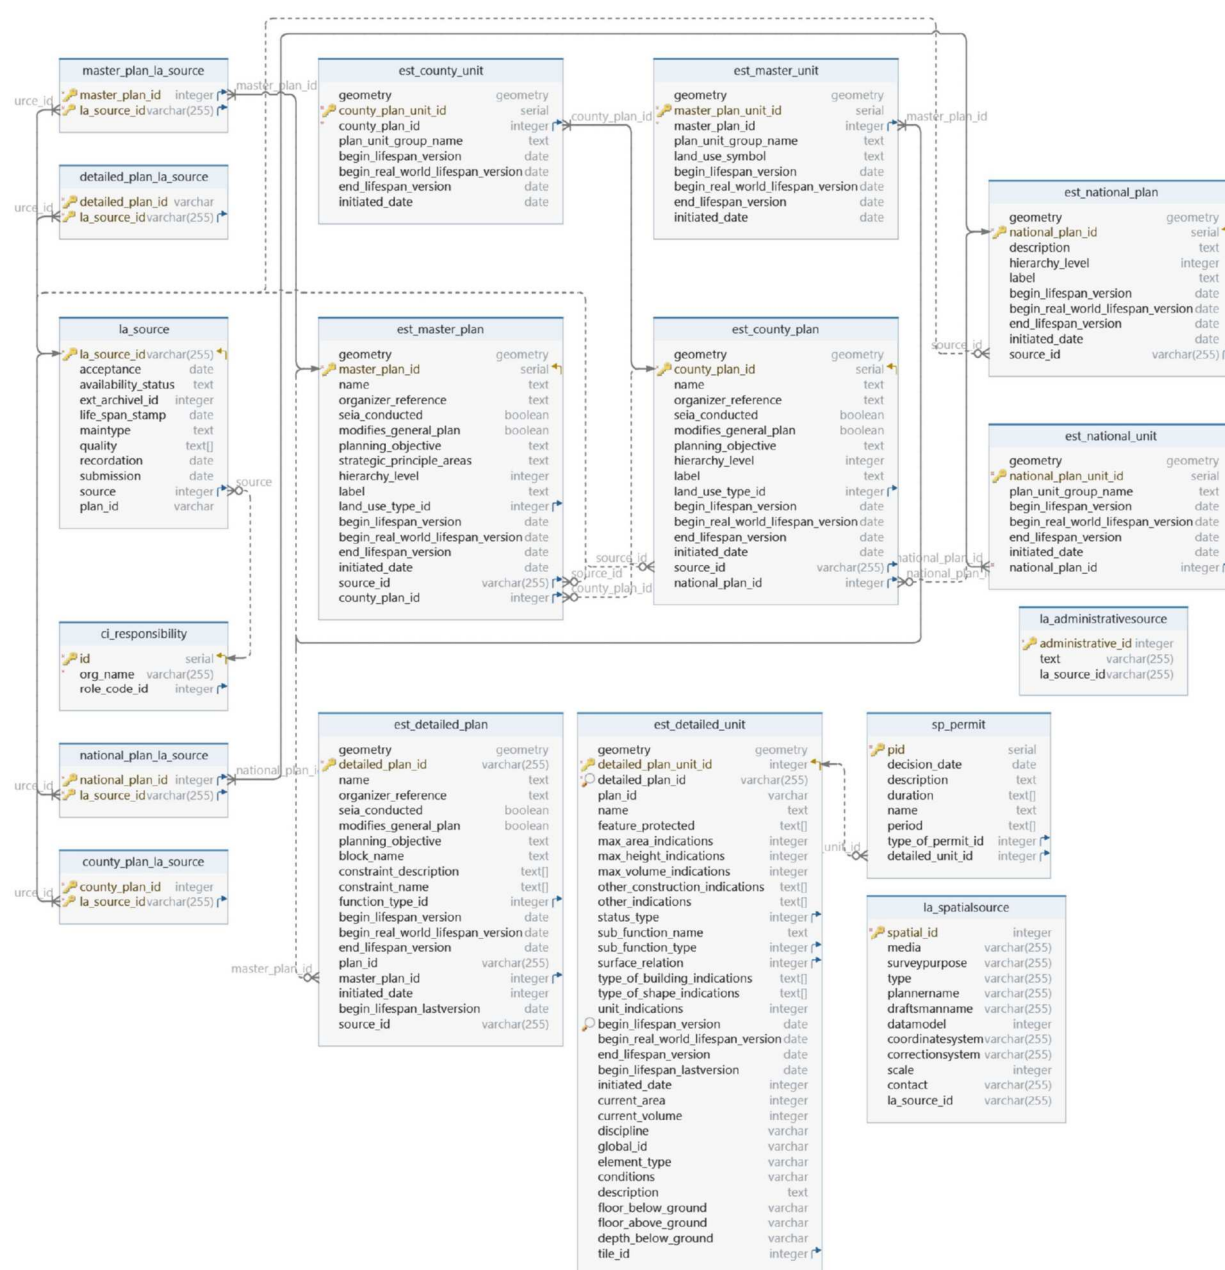 master_plan_la_source
master_plan_id integer
la_source_id varchar(255)
urce_id
master_plan_id
detailed_plan_la_source
detailed_plan_id varchar
la_source_id varchar(255)
urce_id
est_county_unit
geometry geometry
county_plan_unit_id serial
county_plan_id integer
plan_unit_group_name text
begin_lifespan_version date
begin_real_world_lifespan_version date
end_lifespan_version date
initiated_date date
county_plan_id
est_master_unit
geometry geometry
master_plan_unit_id serial
master_plan_id integer
plan_unit_group_name text
land_use_symbol text
begin_lifespan_version date
begin_real_world_lifespan_version date
end_lifespan_version date
initiated_date date
master_plan_id
est_national_plan
geometry geometry
national_plan_id serial
description text
hierarchy_level integer
label text
begin_lifespan_version date
begin_real_world_lifespan_version date
end_lifespan_version date
initiated_date date
source_id varchar(255)
source_id
la_source
la_source_id varchar(255)
acceptance date
availability_status text
ext_archivel_id integer
life_span_stamp date
maintype text
quality text[]
recordation date
submission date
source integer
plan_id varchar
source
est_master_plan
geometry geometry
master_plan_id serial
name text
organizer_reference text
seia_conducted boolean
modifies_general_plan boolean
planning_objective text
strategic_principle_areas text
hierarchy_level integer
label text
land_use_type_id integer
begin_lifespan_version date
begin_real_world_lifespan_version date
end_lifespan_version date
initiated_date date
source_id varchar(255)
county_plan_id integer
source_id
source_id
county_plan_id
est_county_plan
geometry geometry
county_plan_id serial
name text
organizer_reference text
seia_conducted boolean
modifies_general_plan boolean
planning_objective text
hierarchy_level integer
label text
land_use_type_id integer
begin_lifespan_version date
begin_real_world_lifespan_version date
end_lifespan_version date
initiated_date date
source_id varchar(255)
national_plan_id integer
national_plan_id
national_plan_i
est_national_unit
geometry geometry
national_plan_unit_id serial
plan_unit_group_name text
begin_lifespan_version date
begin_real_world_lifespan_version date
end_lifespan_version date
initiated_date date
national_plan_id integer
la_administrativesource
administrative_id integer
text varchar(255)
la_source_id varchar(255)
ci_responsibility
id serial
org_name varchar(255)
role_code_id integer
national_plan_la_source
national_plan_id integer
la_source_id varchar(255)
urce_id
national_plan_i
county_plan_la_source
county_plan_id integer
la_source_id varchar(255)
urce_id
est_detailed_plan
geometry geometry
detailed_plan_id varchar(255)
name text
organizer_reference text
seia_conducted boolean
modifies_general_plan boolean
planning_objective text
block_name text
constraint_description text[]
constraint_name text[]
function_type_id integer
begin_lifespan_version date
begin_real_world_lifespan_version date
end_lifespan_version date
plan_id varchar(255)
master_plan_id integer
initiated_date integer
begin_lifespan_lastversion date
source_id varchar(255)
master_plan_id
est_detailed_unit
geometry geometry
detailed_plan_unit_id integer
detailed_plan_id varchar(255)
plan_id varchar
name text
feature_protected text[]
max_area_indications integer
max_height_indications integer
max_volume_indications integer
other_construction_indications text[]
other_indications text[]
status_type integer
sub_function_name text
sub_function_type integer
surface_relation integer
type_of_building_indications text[]
type_of_shape_indications text[]
unit_indications integer
begin_lifespan_version date
begin_real_world_lifespan_version date
end_lifespan_version date
begin_lifespan_lastversion date
initiated_date integer
current_area integer
current_volume integer
discipline varchar
global_id varchar
element_type varchar
conditions varchar
description text
floor_below_ground varchar
floor_above_ground varchar
depth_below_ground varchar
tile_id integer
_unit_id
sp_permit
pid serial
decision_date date
description text
duration text[]
name text
period text[]
type_of_permit_id integer
detailed_unit_id integer
la_spatialsource
spatial_id integer
media varchar(255)
surveypurpose varchar(255)
type varchar(255)
plannername varchar(255)
draftsmanname varchar(255)
datamodel integer
coordinatesystem varchar(255)
correctionsystem varchar(255)
scale integer
contact varchar(255)
la_source_id varchar(255)